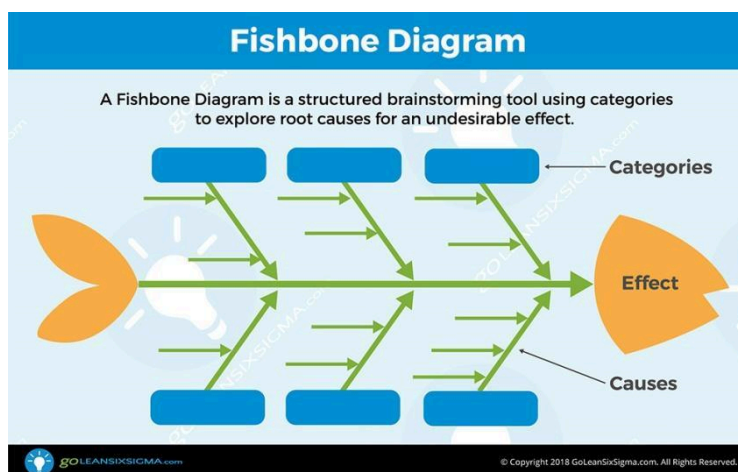 Fishbone Diagram
A Fishbone Diagram is a structured brainstorming tool using categories
to explore root causes for an undesirable effect.
Categories
Effect
Causes
goLEANSIXSIGMA.com
© Copyright 2018 GoLeanSixSigma.com. All Rights Reserved.